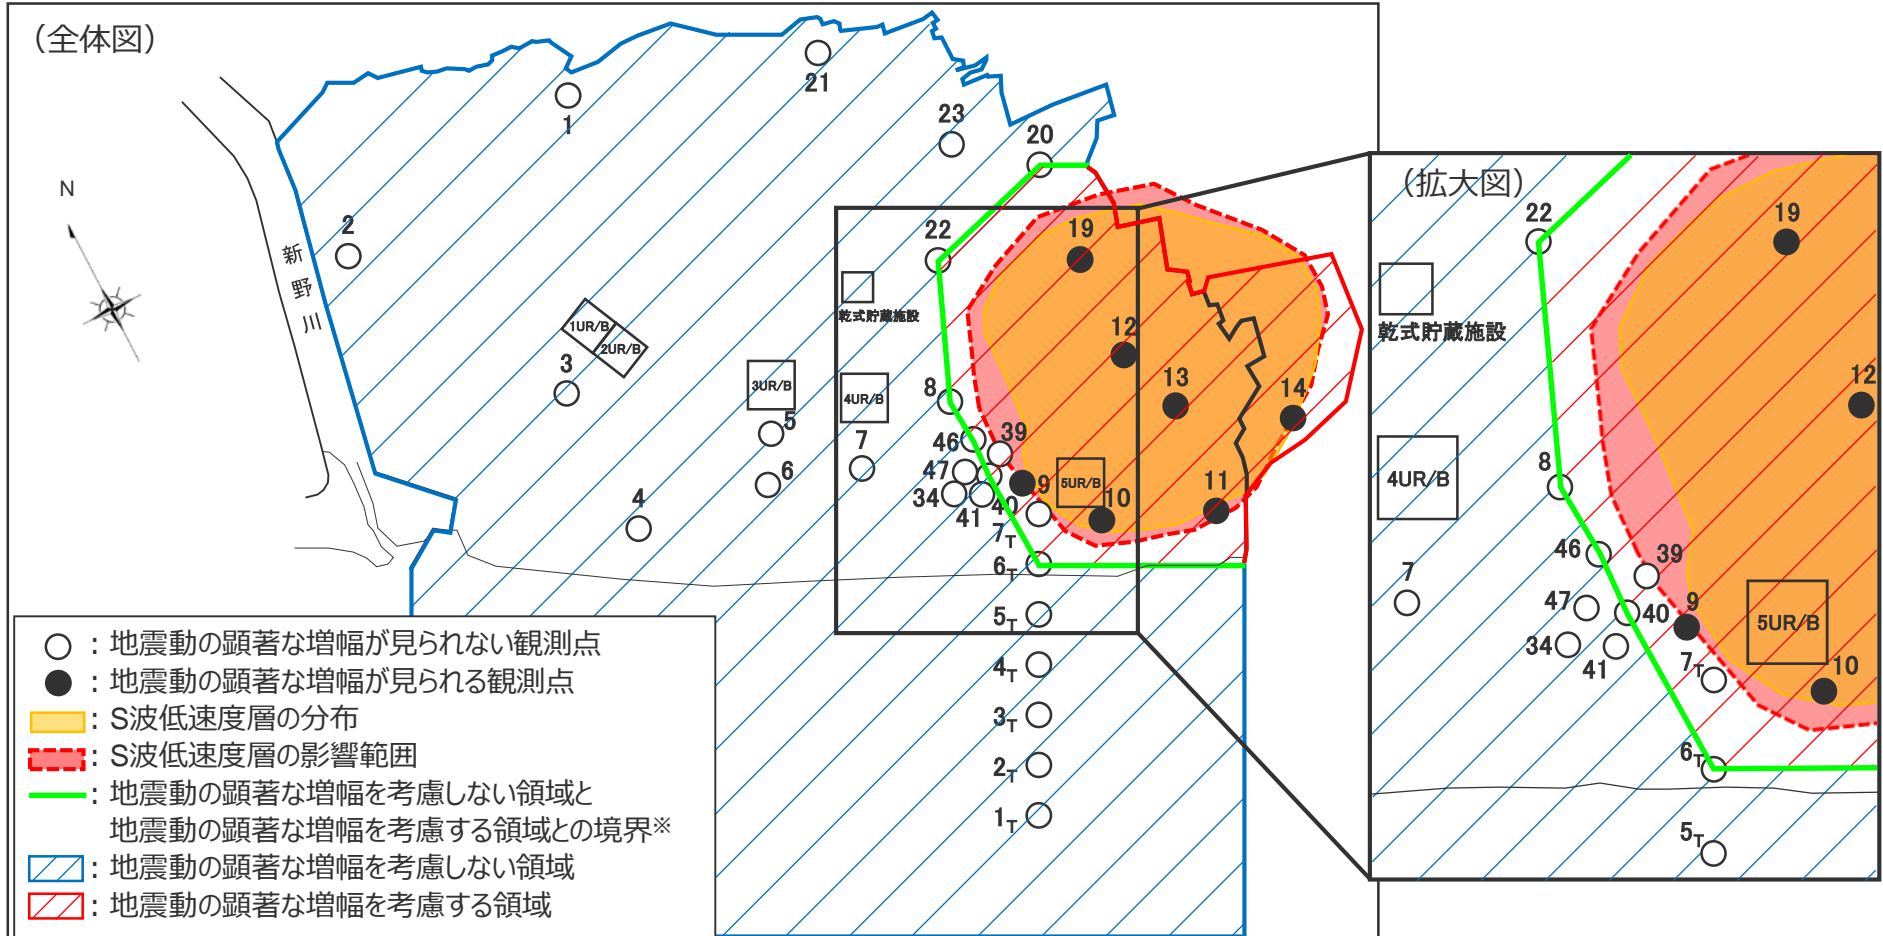 （全体図）
21
1
23
20
N
2
新
野
川
22
19
乾式貯蔵施設
1UR/B
2UR/B
12
3
3UR/B
4UR/B
8
13
14
5
46
39
7
47
6
9
5UR/B
34
41
40
10
11
4
7T
6T
5T
4T
3T
2T
1T
（拡大図）
22
19
乾式貯蔵施設
12
4UR/B
8
46
39
7
47
40
9
5UR/B
34
41
7T
10
6T
5T
○：地震動の顕著な増幅が見られない観測点
●：地震動の顕著な増幅が見られる観測点
：S波低速度層の分布
：S波低速度層の影響範囲
：地震動の顕著な増幅を考慮しない領域と
地震動の顕著な増幅を考慮する領域との境界※
：地震動の顕著な増幅を考慮しない領域
：地震動の顕著な増幅を考慮する領域